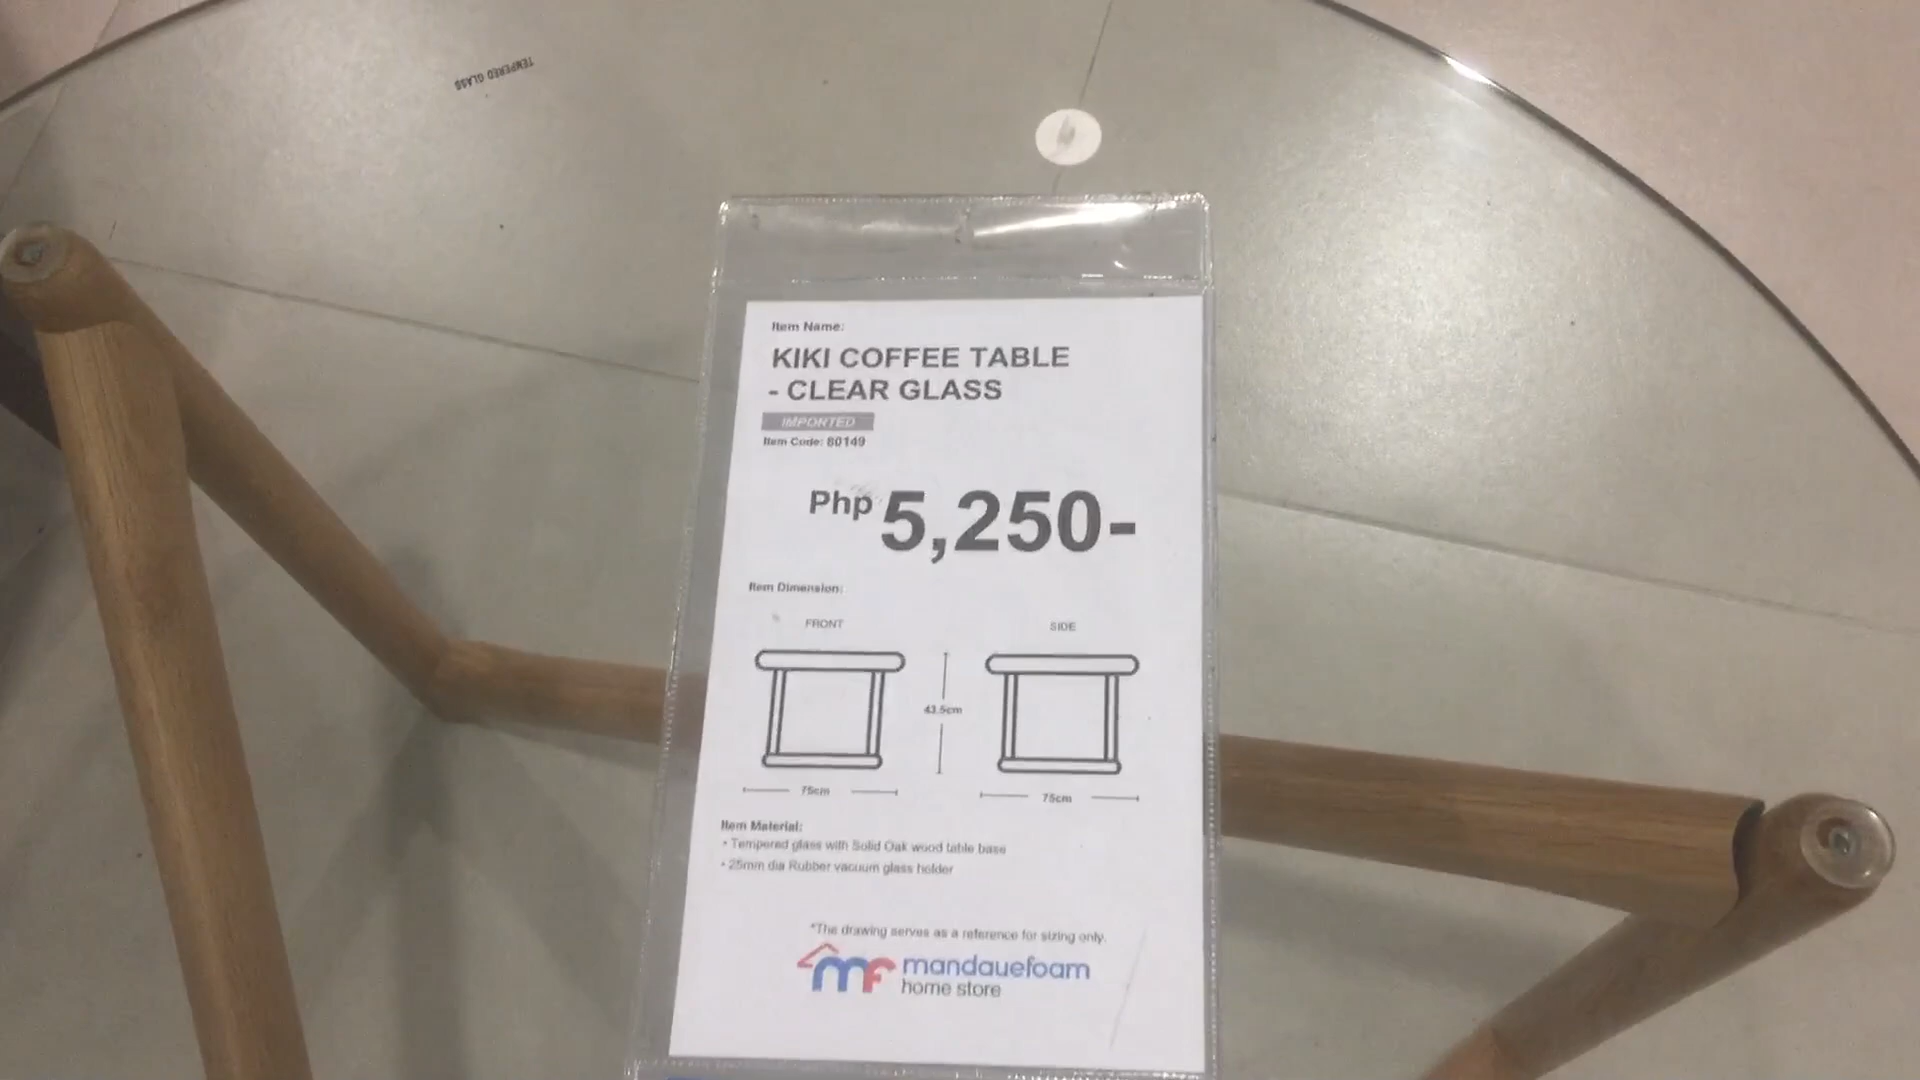 TEMPERED GLASS
Item Name:
KIKI COFFEE TABLE
- CLEAR GLASS
IMPORTED
Item Code: 80149
Php 5,250-
Item Dimension:
FRONT
SIDE
43.5cm
75cm
75cm
Item Material:
• Tempered glass with Solid Oak wood table base
• 25mm dia Rubber vacuum glass holder
*The drawing serves as a reference for sizing only.
mf mandauefoam
home store